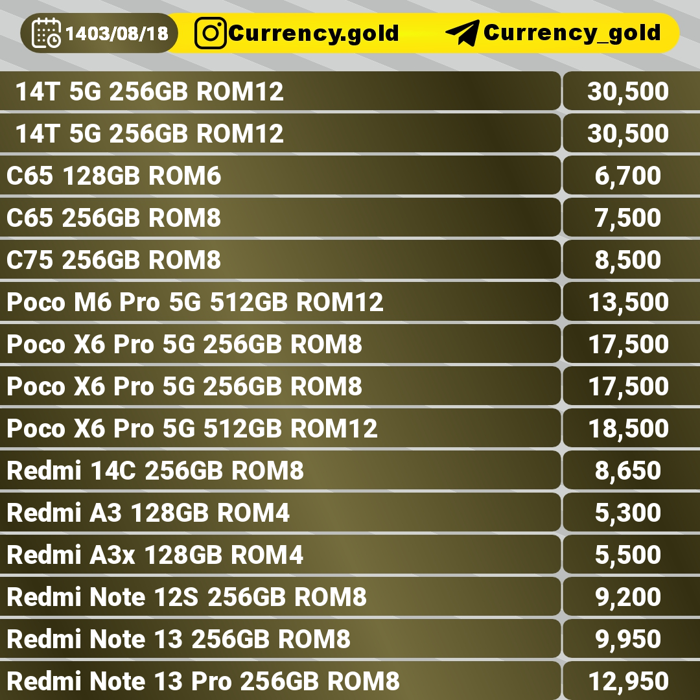 1403/08/18 Currency.gold Currency_gold
14T 5G 256GB ROM12 30,500
14T 5G 256GB ROM12 30,500
C65 128GB ROM6 6,700
C65 256GB ROM8 7,500
C75 256GB ROM8 8,500
Poco M6 Pro 5G 512GB ROM12 13,500
Poco X6 Pro 5G 256GB ROM8 17,500
Poco X6 Pro 5G 256GB ROM8 17,500
Poco X6 Pro 5G 512GB ROM12 18,500
Redmi 14C 256GB ROM8 8,650
Redmi A3 128GB ROM4 5,300
Redmi A3x 128GB ROM4 5,500
Redmi Note 12S 256GB ROM8 9,200
Redmi Note 13 256GB ROM8 9,950
Redmi Note 13 Pro 256GB ROM8 12,950